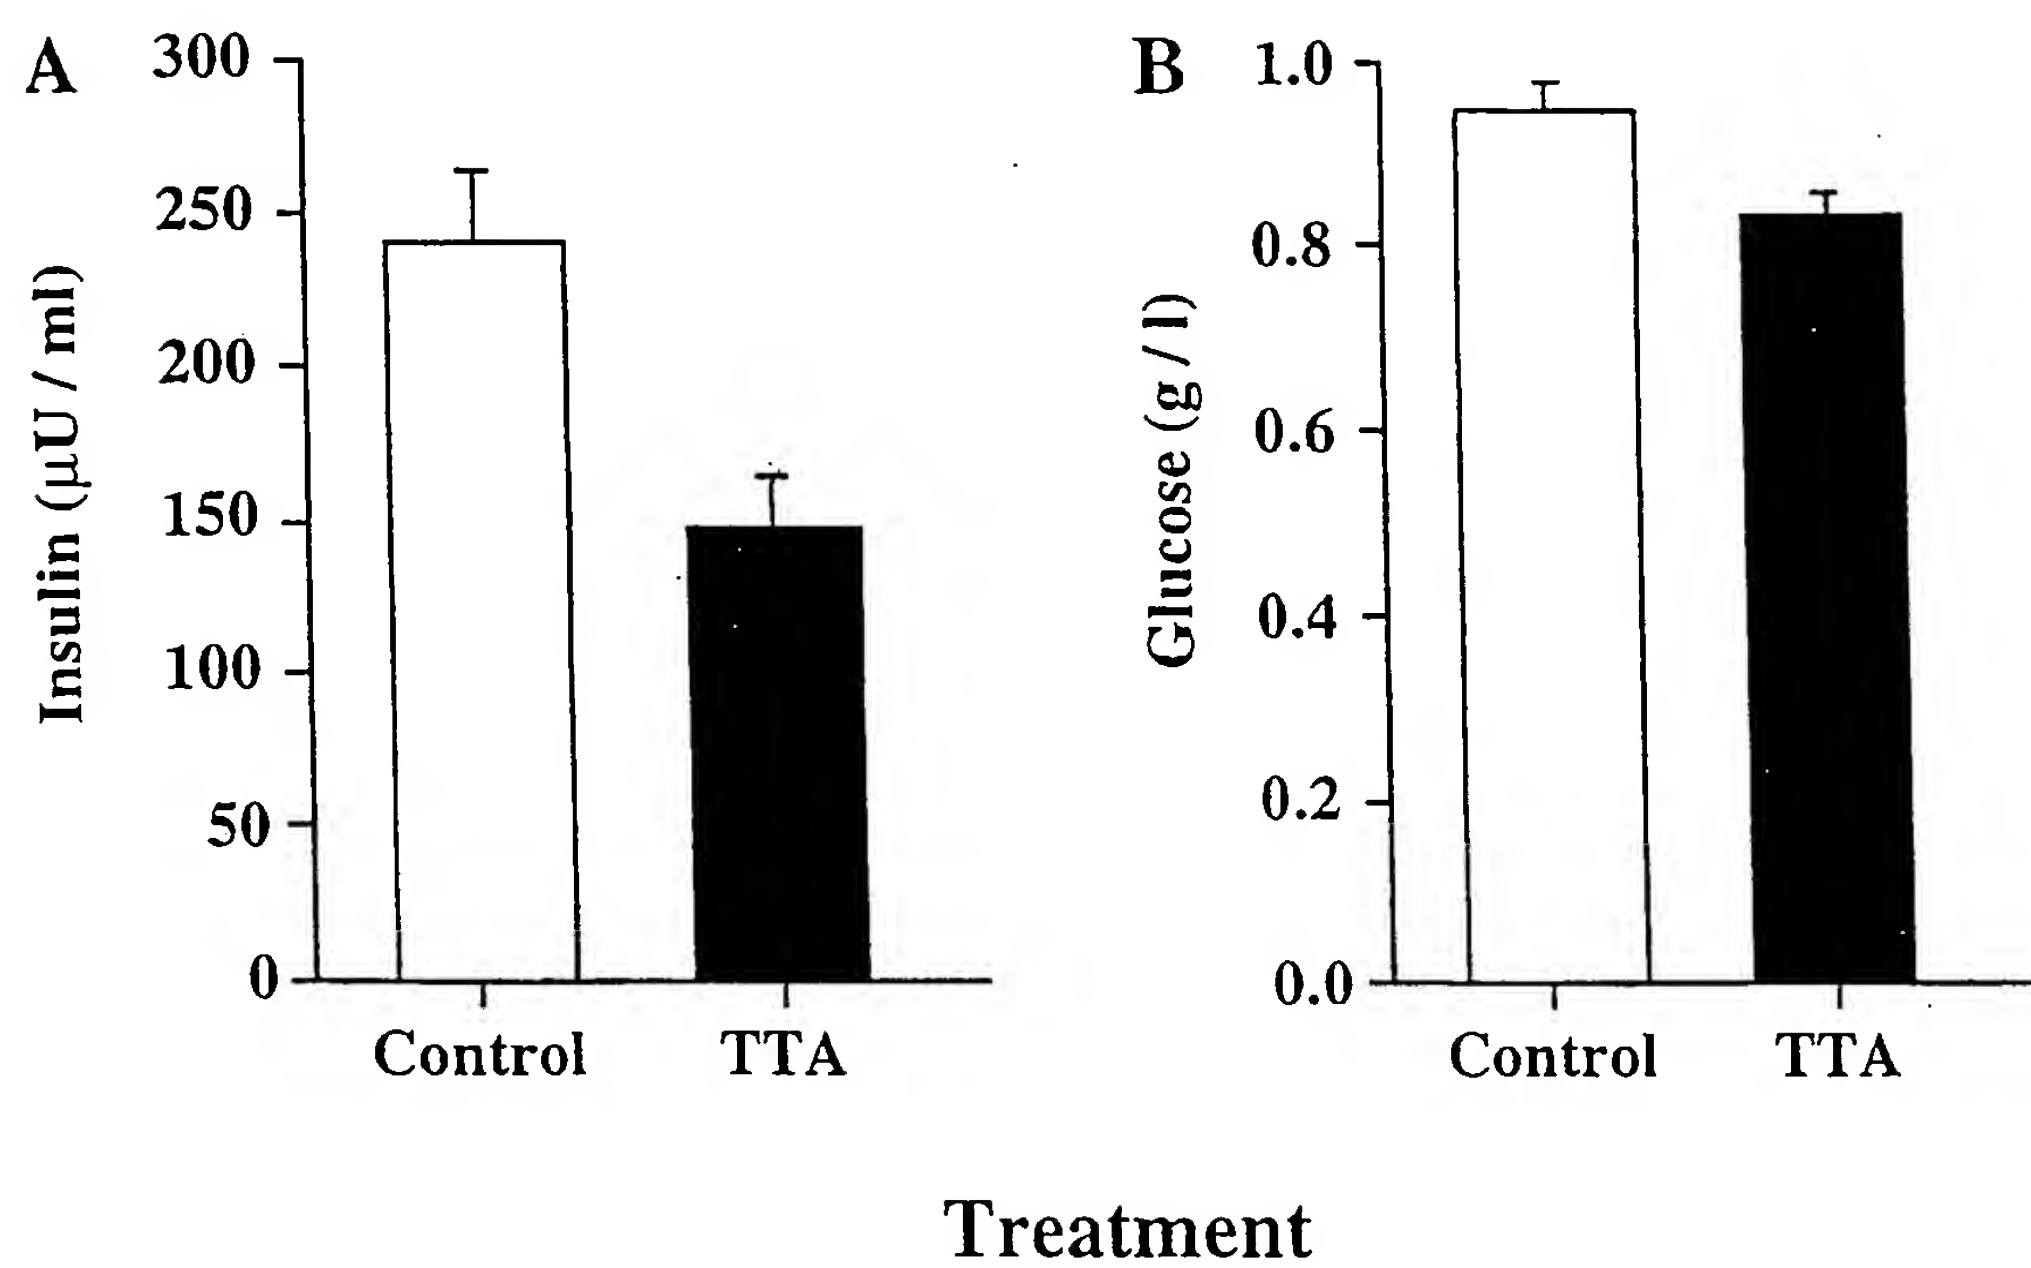 A
300
250
200
150
100
50
0
Insulin (µU / ml)
Control
TTA
B
1.0
0.8
0.6
0.4
0.2
0.0
Glucose (g / l)
Control
TTA
Treatment